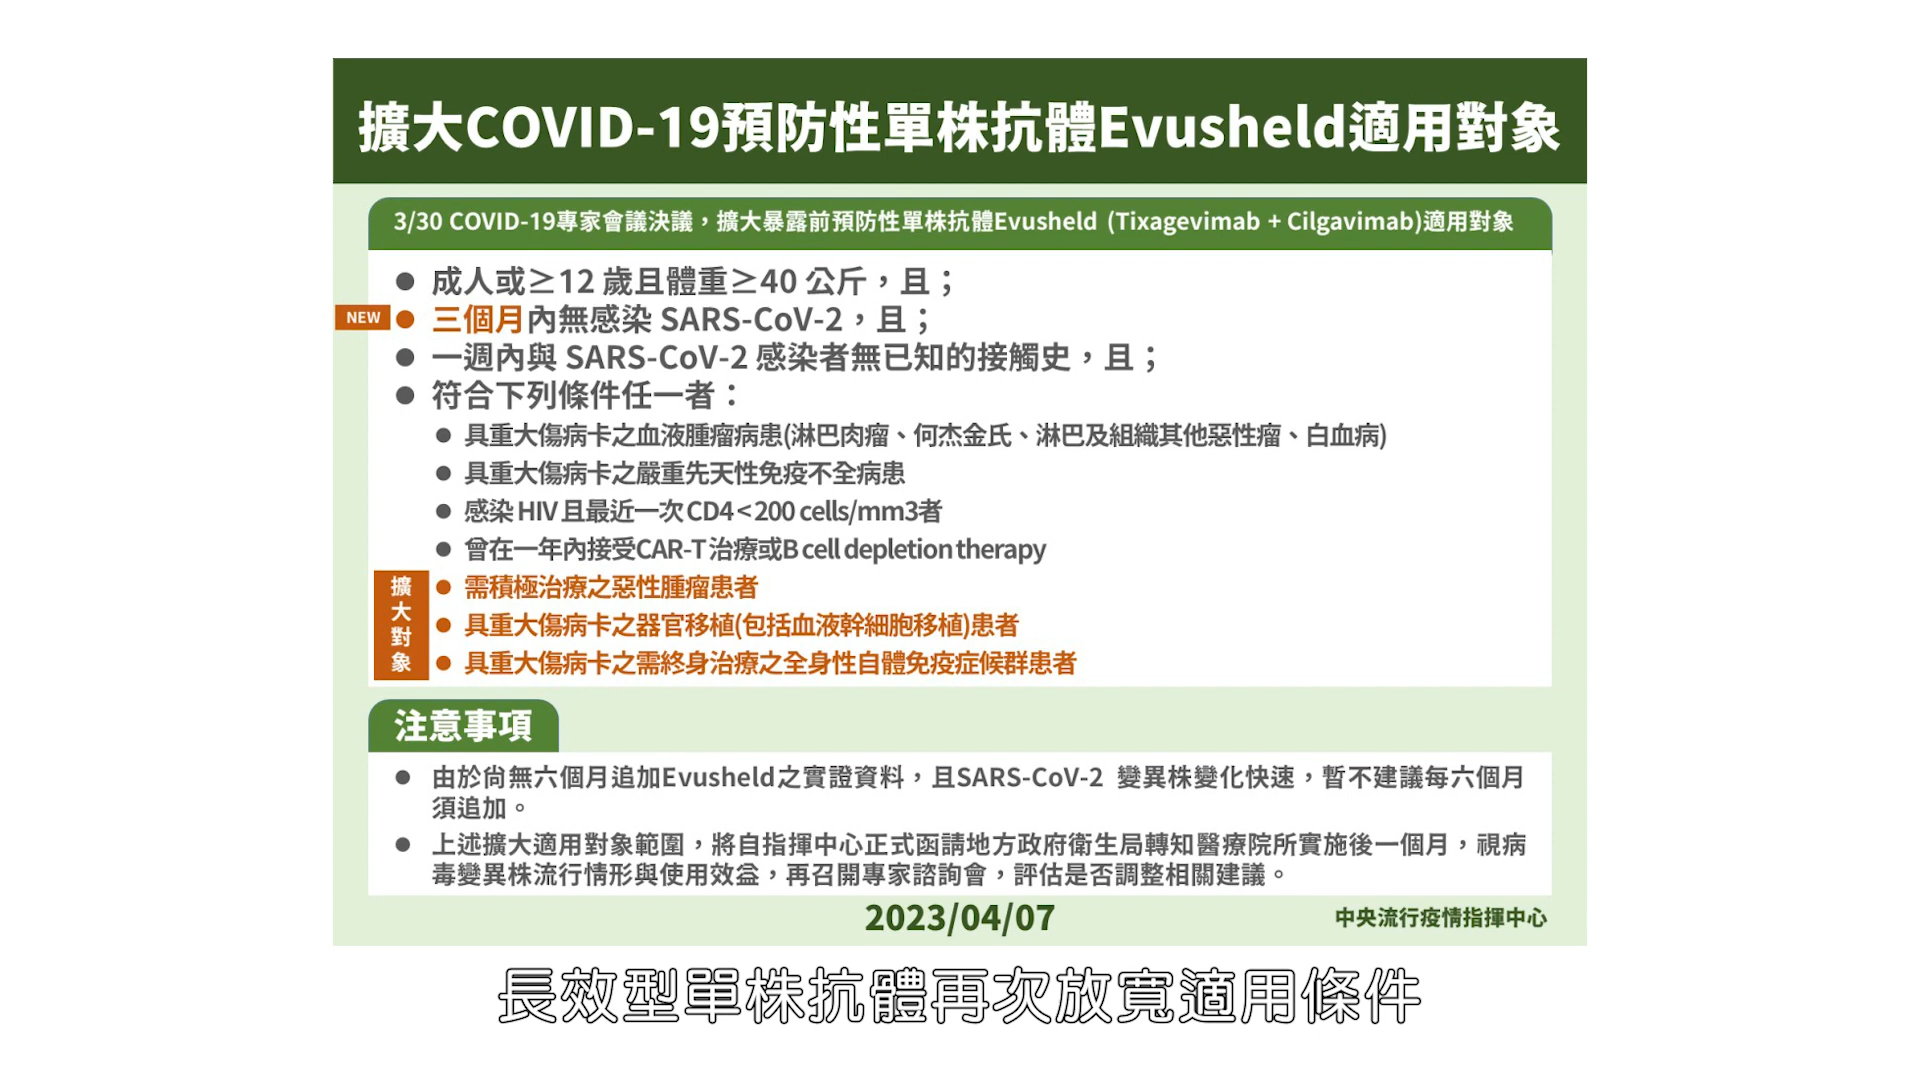 擴大COVID-19預防性單株抗體Evusheld適用對象
3/30 COVID-19專家會議決議，擴大暴露前預防性單株抗體Evusheld (Tixagevimab + Cilgavimab)適用對象
● 成人或≥12 歲且體重≥40 公斤，且；
NEW ● 三個月內無感染 SARS-CoV-2，且；
● 一週內與 SARS-CoV-2 感染者無已知的接觸史，且；
● 符合下列條件任一者：
● 具重大傷病卡之血液腫瘤病患(淋巴肉瘤、何杰金氏、淋巴及組織其他惡性瘤、白血病)
● 具重大傷病卡之嚴重先天性免疫不全病患
● 感染 HIV 且最近一次 CD4 < 200 cells/mm3者
● 曾在一年內接受CAR-T 治療或B cell depletion therapy
擴大對象
● 需積極治療之惡性腫瘤患者
● 具重大傷病卡之器官移植(包括血液幹細胞移植)患者
● 具重大傷病卡之需終身治療之全身性自體免疫症候群患者
注意事項
● 由於尚無六個月追加Evusheld之實證資料，且SARS-CoV-2 變異株變化快速，暫不建議每六個月
須追加。
● 上述擴大適用對象範圍，將自指揮中心正式函請地方政府衛生局轉知醫療院所實施後一個月，視病
毒變異株流行情形與使用效益，再召開專家諮詢會，評估是否調整相關建議。
2023/04/07
中央流行疫情指揮中心
長效型單株抗體再次放寬適用條件